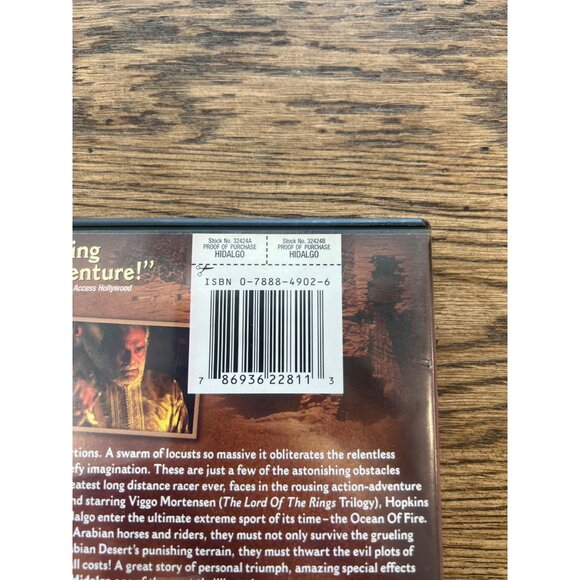 ing
enture!”
Access Hollywood
Stock No. 32424A
PROOF OF PURCHASE
HIDALGO
Stock No. 32424B
PROOF OF PURCHASE
HIDALGO
ISBN 0-7888-4902-6
7 86936 22811 3
rtions. A swarm of locusts so massive it obliterates the relentless
efy imagination. These are just a few of the astonishing obstacles
eatest long distance racer ever, faces in the rousing action-adventure
nd starring Viggo Mortensen (The Lord Of The Rings Trilogy), Hopkins
dalgo enter the ultimate extreme sport of its time – the Ocean Of Fire.
Arabian horses and riders, they must not only survive the grueling
bian Desert's punishing terrain, they must thwart the evil plots of
ll costs! A great story of personal triumph, amazing special effects